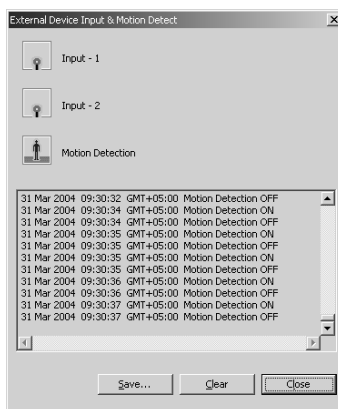 External Device Input & Motion Detect
Input - 1
Input - 2
Motion Detection
31 Mar 2004 09:30:32 GMT+05:00 Motion Detection OFF
31 Mar 2004 09:30:34 GMT+05:00 Motion Detection ON
31 Mar 2004 09:30:34 GMT+05:00 Motion Detection OFF
31 Mar 2004 09:30:35 GMT+05:00 Motion Detection ON
31 Mar 2004 09:30:35 GMT+05:00 Motion Detection OFF
31 Mar 2004 09:30:35 GMT+05:00 Motion Detection ON
31 Mar 2004 09:30:35 GMT+05:00 Motion Detection OFF
31 Mar 2004 09:30:36 GMT+05:00 Motion Detection ON
31 Mar 2004 09:30:36 GMT+05:00 Motion Detection OFF
31 Mar 2004 09:30:37 GMT+05:00 Motion Detection ON
31 Mar 2004 09:30:37 GMT+05:00 Motion Detection OFF
Save... Clear Close